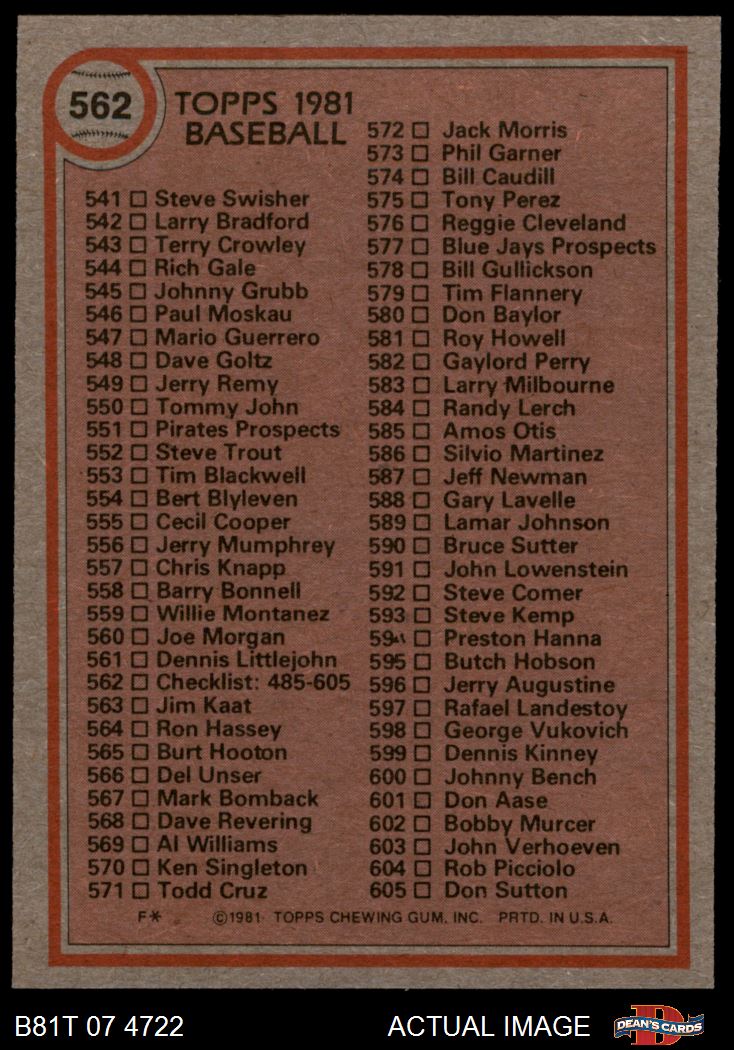 562
TOPPS 1981
BASEBALL
541 Steve Swisher
542 Larry Bradford
543 Terry Crowley
544 Rich Gale
545 Johnny Grubb
546 Paul Moskau
547 Mario Guerrero
548 Dave Goltz
549 Jerry Remy
550 Tommy John
551 Pirates Prospects
552 Steve Trout
553 Tim Blackwell
554 Bert Blyleven
555 Cecil Cooper
556 Jerry Mumphrey
557 Chris Knapp
558 Barry Bonnell
559 Willie Montanez
560 Joe Morgan
561 Dennis Littlejohn
562 Checklist: 485-605
563 Jim Kaat
564 Ron Hassey
565 Burt Hooton
566 Del Unser
567 Mark Bomback
568 Dave Revering
569 Al Williams
570 Ken Singleton
571 Todd Cruz
572 Jack Morris
573 Phil Garner
574 Bill Caudill
575 Tony Perez
576 Reggie Cleveland
577 Blue Jays Prospects
578 Bill Gullickson
579 Tim Flannery
580 Don Baylor
581 Roy Howell
582 Gaylord Perry
583 Larry Milbourne
584 Randy Lerch
585 Amos Otis
586 Silvio Martinez
587 Jeff Newman
588 Gary Lavelle
589 Lamar Johnson
590 Bruce Sutter
591 John Lowenstein
592 Steve Comer
593 Steve Kemp
Preston Hanna
595 Butch Hobson
596 Jerry Augustine
597 Rafael Landestoy
598 George Vukovich
599 Dennis Kinney
600 Johnny Bench
601 Don Aase
602 Bobby Murcer
603 John Verhoeven
604 Rob Picciolo
605 Don Sutton
F* ©1981 TOPPS CHEWING GUM, INC. PRTD. IN U.S.A.
B81T 07 4722
ACTUAL IMAGE
DEAN'S CARDS